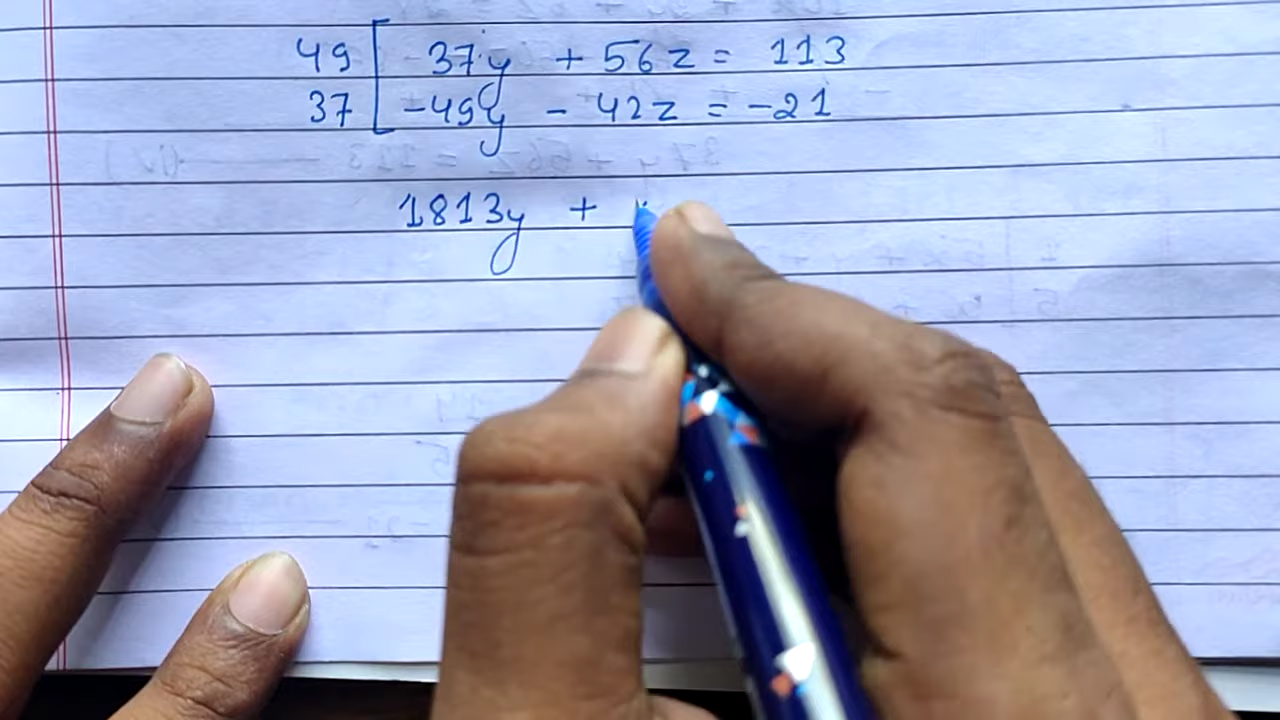 49 [ 37y + 56z = 113
37 [ -49y - 42z = -21
1813y +